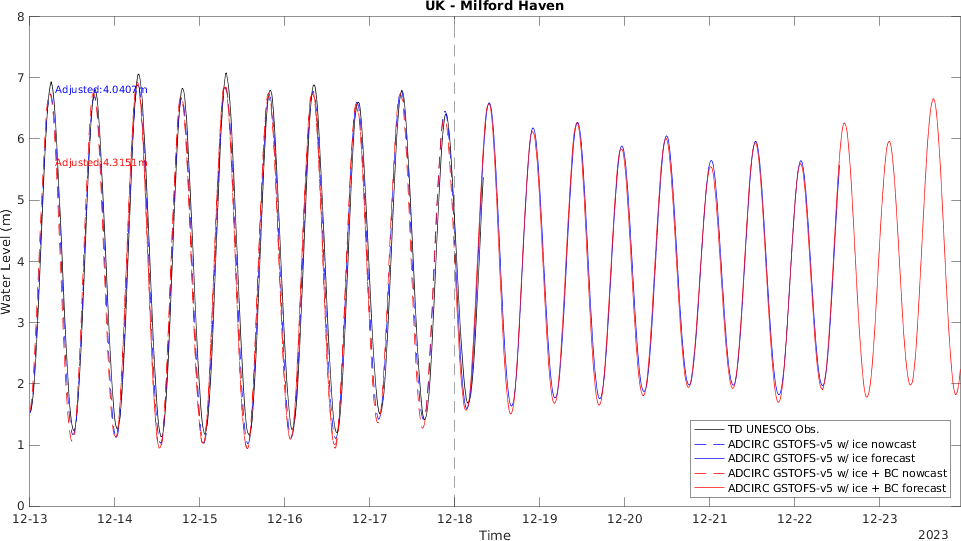 UK - Milford Haven
8
7
6
5
4
3
2
1
0
Water Level (m)
Adjusted:4.0407m
Adjusted:4.3151m
TD UNESCO Obs.
ADCIRC GSTOFS-v5 w/ ice nowcast
ADCIRC GSTOFS-v5 w/ ice forecast
ADCIRC GSTOFS-v5 w/ ice + BC nowcast
ADCIRC GSTOFS-v5 w/ ice + BC forecast
12-13 12-14 12-15 12-16 12-17 12-18 12-19 12-20 12-21 12-22 12-23
Time
2023